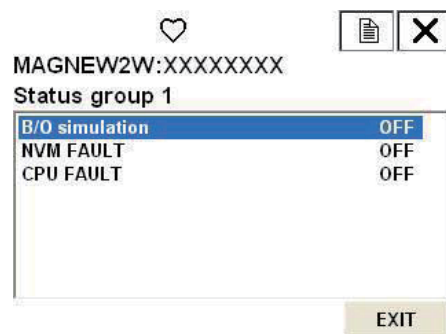 MAGNEW2W:XXXXXXXX
Status group 1
B/O simulation OFF
NVM FAULT OFF
CPU FAULT OFF
EXIT